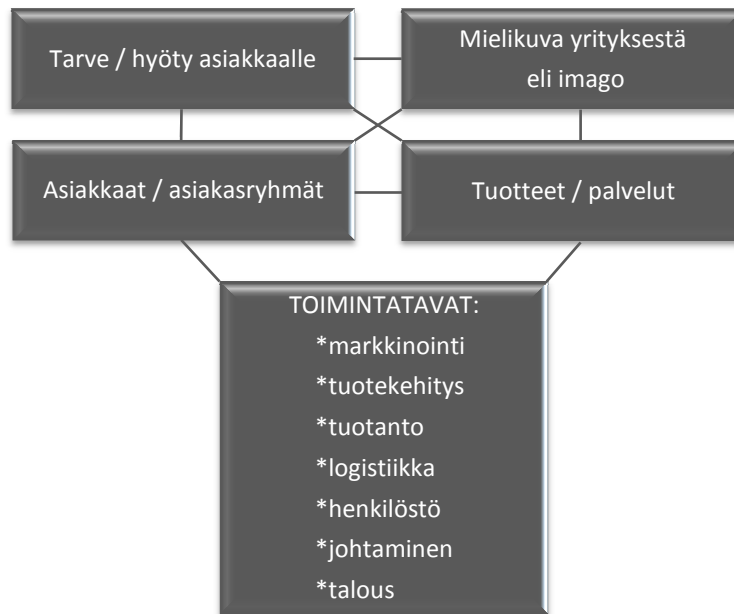 Tarve / hyöty asiakkaalle
Mielikuva yrityksestä
eli imago
Asiakkaat / asiakasryhmät
Tuotteet / palvelut
TOIMINTATAVAT:
*markkinointi
*tuotekehitys
*tuotanto
*logistiikka
*henkilöstö
*johtaminen
*talous